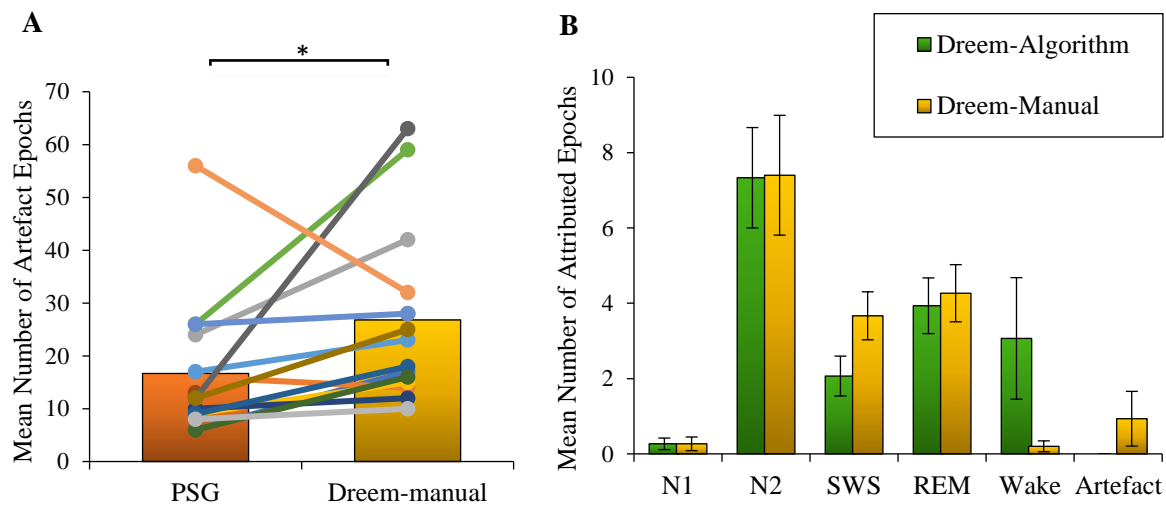 A
*
Mean Number of Artefact Epochs
70
60
50
40
30
20
10
0
PSG
Dreem-manual
B
Dreem-Algorithm
Dreem-Manual
Mean Number of Attributed Epochs
10
8
6
4
2
0
N1
N2
SWS
REM
Wake
Artefact